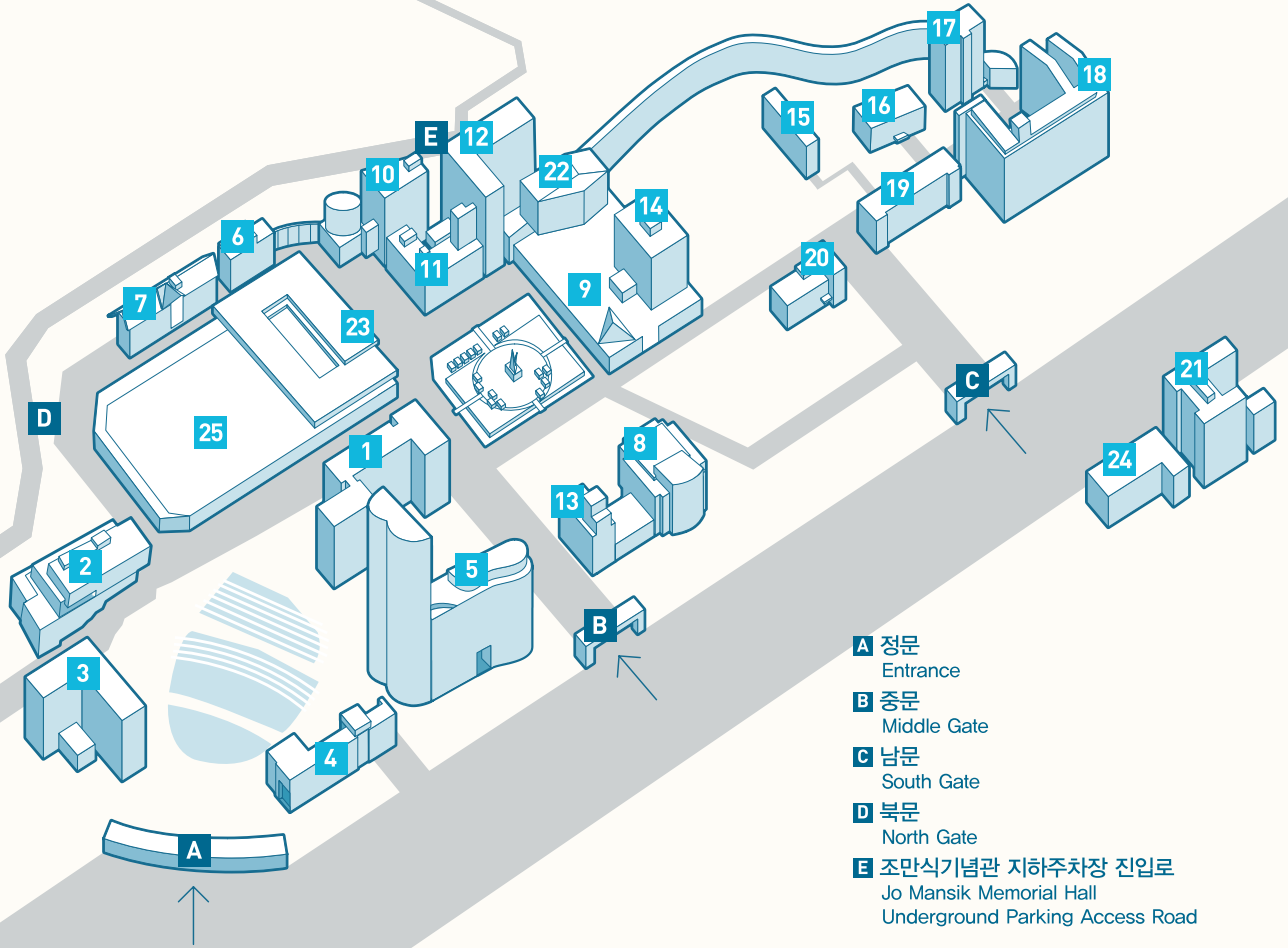 17
18
16
15
E
12
10
22
19
14
6
20
11
9
7
23
21
C
D
25
1
8
24
13
2
5
B
A 정문
Entrance
3
B 중문
Middle Gate
4
C 남문
South Gate
D 북문
North Gate
A
E 조만식기념관 지하주차장 진입로
Jo Mansik Memorial Hall
Underground Parking Access Road